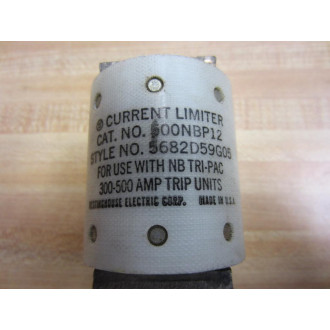 ® CURRENT LIMITER
CAT. NO. 500NBP12
STYLE NO. 5682D59G05
FOR USE WITH NB TRI-PAC
300-500 AMP TRIP UNITS
WESTINGHOUSE ELECTRIC CORP. MADE IN U.S.A.